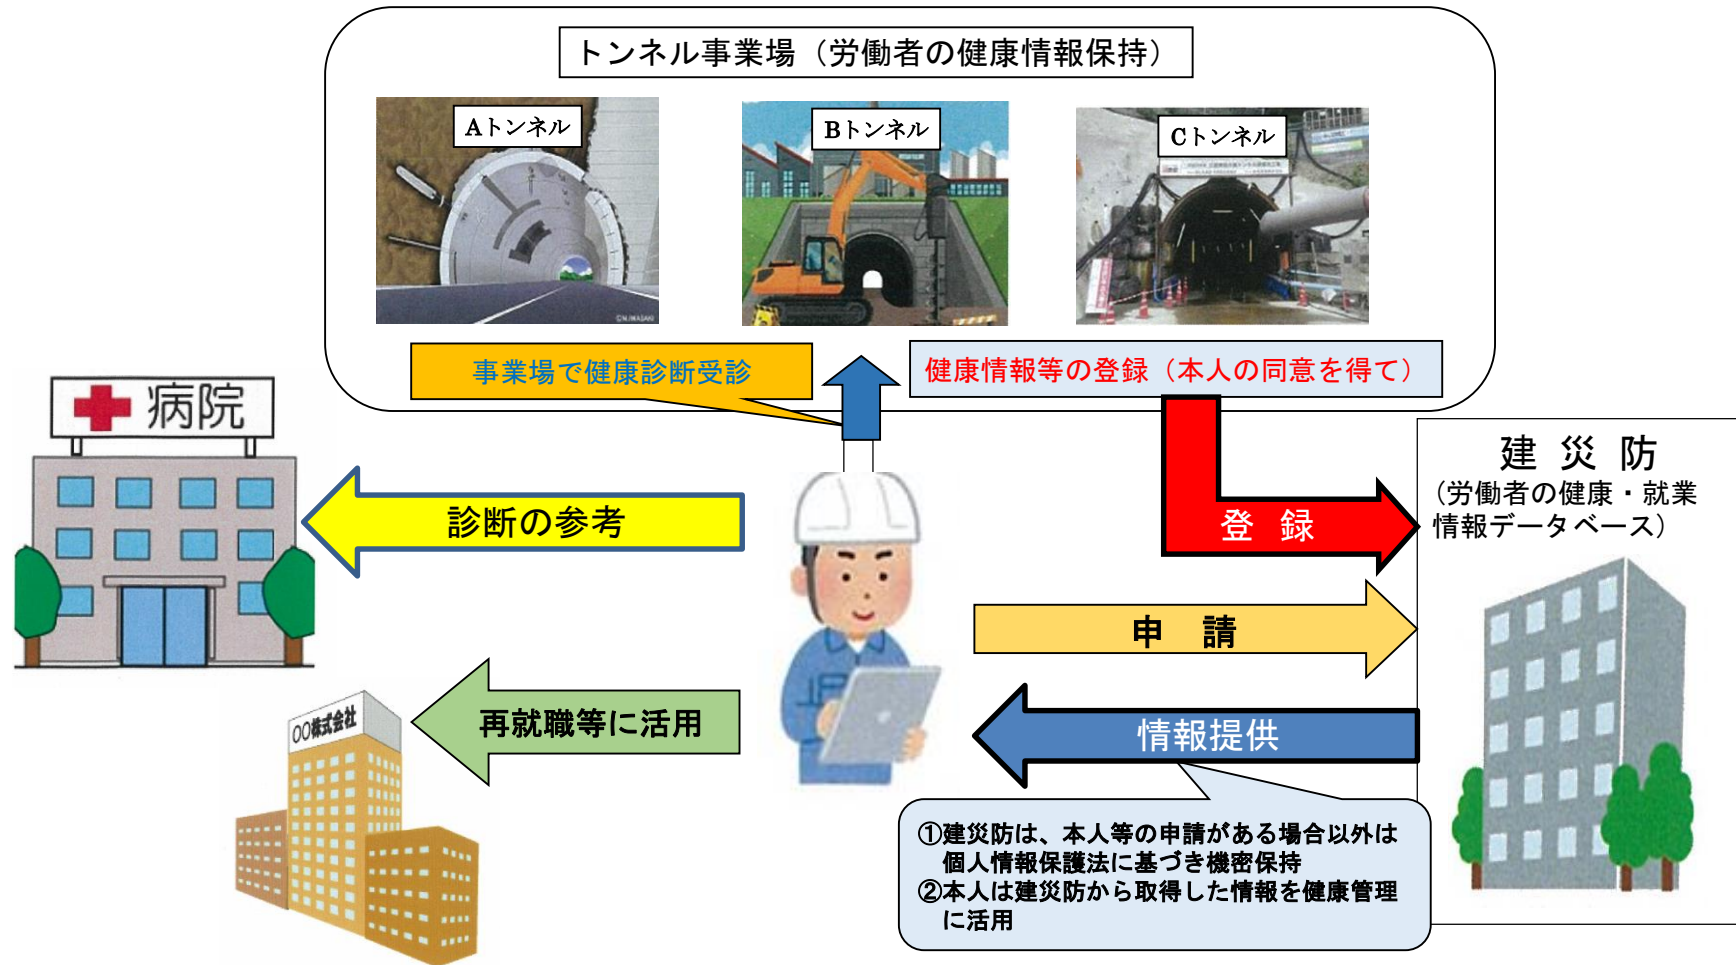 トンネル事業場（労働者の健康情報保持）
Aトンネル
Bトンネル
Cトンネル
©N.IWASAKI
事業場で健康診断受診
健康情報等の登録（本人の同意を得て）
病院
診断の参考
登 録
建 災 防
（労働者の健康・就業
情報データベース）
申 請
再就職等に活用
情報提供
〇〇株式会社
①建災防は、本人等の申請がある場合以外は
個人情報保護法に基づき機密保持
②本人は建災防から取得した情報を健康管理
に活用